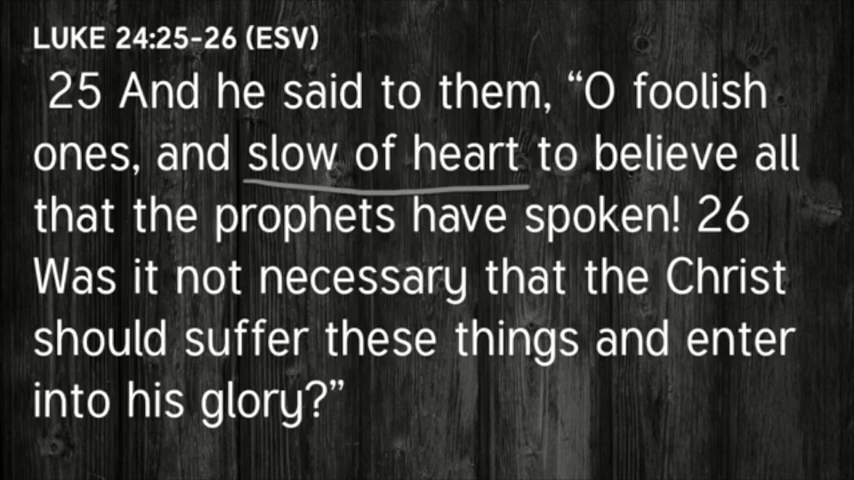 LUKE 24:25-26 (ESV)
25 And he said to them, “O foolish
ones, and slow of heart to believe all
that the prophets have spoken! 26
Was it not necessary that the Christ
should suffer these things and enter
into his glory?”